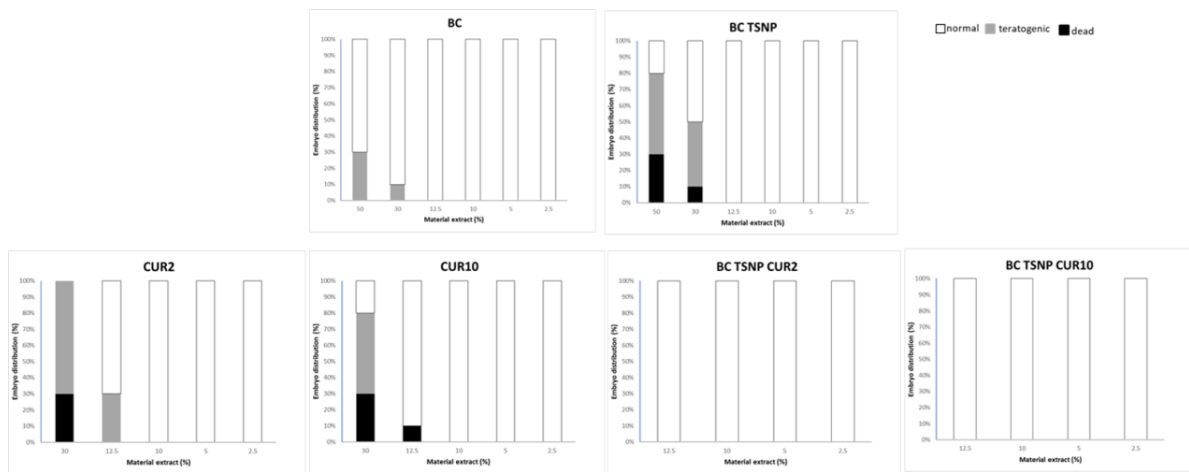 BC
Embryo distribution (%)
100%
90%
80%
70%
60%
50%
40%
30%
20%
10%
0%
50 30 12.5 10 5 2.5
Material extract (%)
BC TSNP
Embryo distribution (%)
100%
90%
80%
70%
60%
50%
40%
30%
20%
10%
0%
50 30 12.5 10 5 2.5
Material extract (%)
normal teratogenic dead
CUR2
Embryo distribution (%)
100%
90%
80%
70%
60%
50%
40%
30%
20%
10%
0%
30 12.5 10 5 2.5
Material extract (%)
CUR10
Embryo distribution (%)
100%
90%
80%
70%
60%
50%
40%
30%
20%
10%
0%
30 12.5 10 5 2.5
Material extract (%)
BC TSNP CUR2
Embryo distribution (%)
100%
90%
80%
70%
60%
50%
40%
30%
20%
10%
0%
12.5 10 5 2.5
Material extract (%)
BC TSNP CUR10
Embryo distribution (%)
100%
90%
80%
70%
60%
50%
40%
30%
20%
10%
0%
12.5 10 5 2.5
Material extract (%)